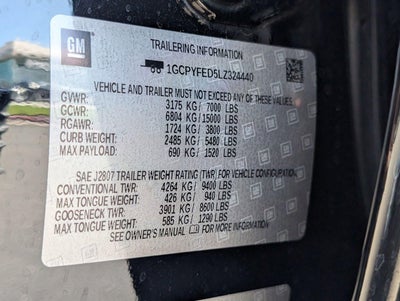 GM
TRAILERING INFORMATION
1GCPYFED5LZ324440
VEHICLE AND TRAILER MUST NOT EXCEED ANY OF THESE RATINGS
GVWR: 3175 KG / 7000 LBS
GCWR: 6804 KG / 15000 LBS
RGAWR: 1724 KG / 3800 LBS
CURB WEIGHT: 2485 KG / 5480 LBS
MAX PAYLOAD: 690 KG / 1520 LBS
SAE J2807 TRAILER WEIGHT RATING (TWR) FOR VEHICLE CONFIGURATION
CONVENTIONAL TWR: 4264 KG / 9400 LBS
MAX TONGUE WEIGHT: 426 KG / 940 LBS
GOOSENECK TWR: 3901 KG / 8600 LBS
MAX TONGUE WEIGHT: 585 KG / 1290 LBS
SEE OWNER'S MANUAL FOR MORE INFORMATION